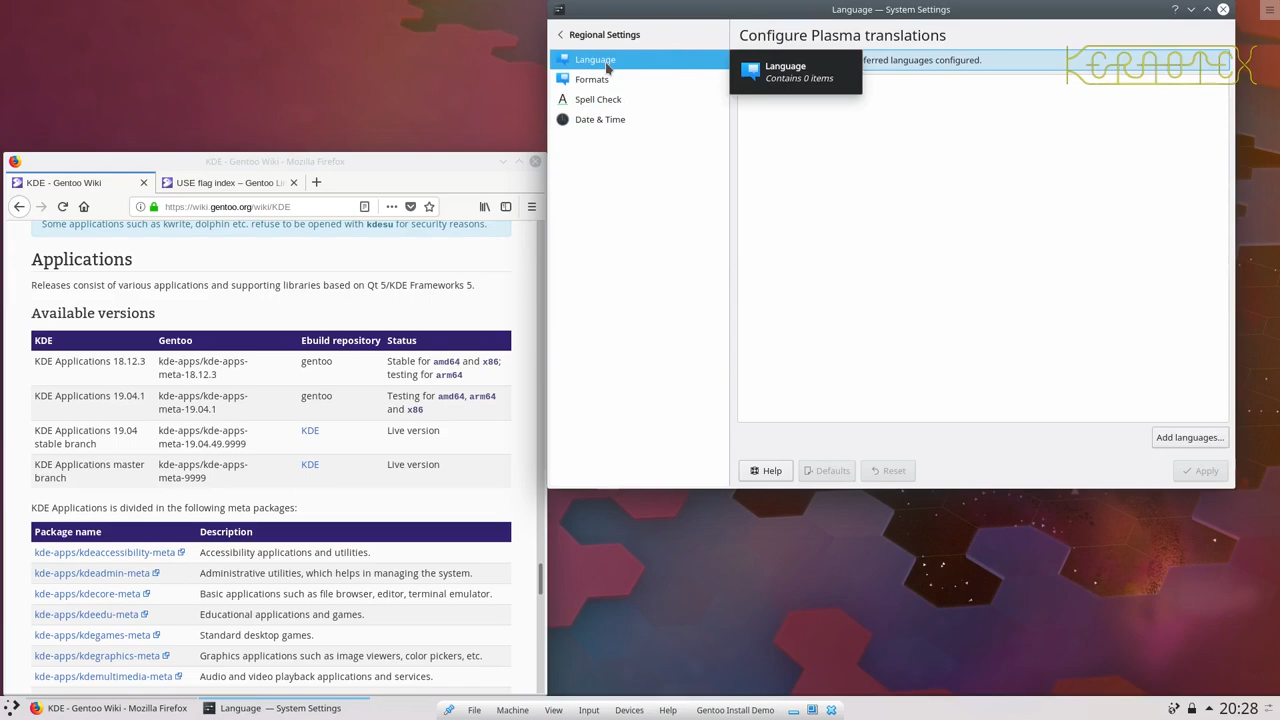 Language — System Settings
Regional Settings
Language
Formats
Spell Check
Date & Time
Configure Plasma translations
ferred languages configured.
Language
Contains 0 items
KERNOTEX
Add languages...
Help
Defaults
Reset
Apply
KDE - Gentoo Wiki - Mozilla Firefox
KDE - Gentoo Wiki
USE flag index – Gentoo Li
https://wiki.gentoo.org/wiki/KDE
Some applications such as kwrite, dolphin etc. refuse to be opened with kdesu for security reasons.
Applications
Releases consist of various applications and supporting libraries based on Qt 5/KDE Frameworks 5.
Available versions
KDE Gentoo Ebuild repository Status
KDE Applications 18.12.3 kde-apps/kde-apps- gentoo Stable for amd64 and x86;
meta-18.12.3 testing for arm64
KDE Applications 19.04.1 kde-apps/kde-apps- gentoo Testing for amd64, arm64
meta-19.04.1 and x86
KDE Applications 19.04 kde-apps/kde-apps- KDE Live version
stable branch meta-19.04.49.9999
KDE Applications master kde-apps/kde-apps- KDE Live version
branch meta-9999
KDE Applications is divided in the following meta packages:
Package name Description
kde-apps/kdeaccessibility-meta Accessibility applications and utilities.
kde-apps/kdeadmin-meta Administrative utilities, which helps in managing the system.
kde-apps/kdecore-meta Basic applications such as file browser, editor, terminal emulator.
kde-apps/kdeedu-meta Educational applications and games.
kde-apps/kdegames-meta Standard desktop games.
kde-apps/kdegraphics-meta Graphics applications such as image viewers, color pickers, etc.
kde-apps/kdemultimedia-meta Audio and video playback applications and services.
KDE - Gentoo Wiki - Mozilla Firefox
Language — System Settings
File Machine View Input Devices Help Gentoo Install Demo
20:28